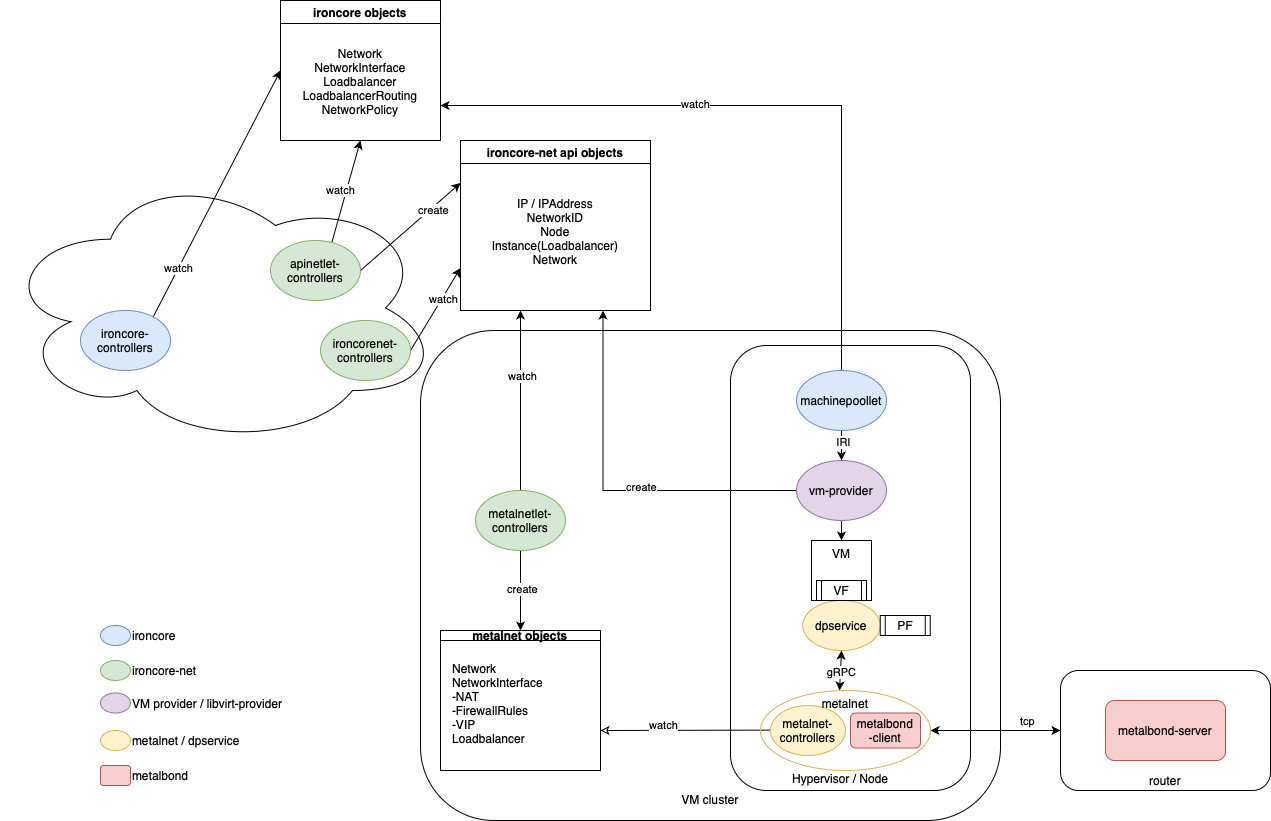 ironcore objects
Network
NetworkInterface
Loadbalancer
LoadbalancerRouting
NetworkPolicy
watch
ironcore-net api objects
IP / IPAddress
NetworkID
Node
Instance(Loadbalancer)
Network
watch
create
watch
watch
apinetlet-
controllers
ironcore-
controllers
ironcorenet-
controllers
watch
machinepoollet
IRI
vm-provider
create
metalnetlet-
controllers
create
VM
VF
dpservice
PF
gRPC
metalnet objects
Network
NetworkInterface
-NAT
-FirewallRules
-VIP
Loadbalancer
watch
metalnet
metalnet-
controllers
metalbond
-client
Hypervisor / Node
VM cluster
tcp
metalbond-server
router
ironcore
ironcore-net
VM provider / libvirt-provider
metalnet / dpservice
metalbond